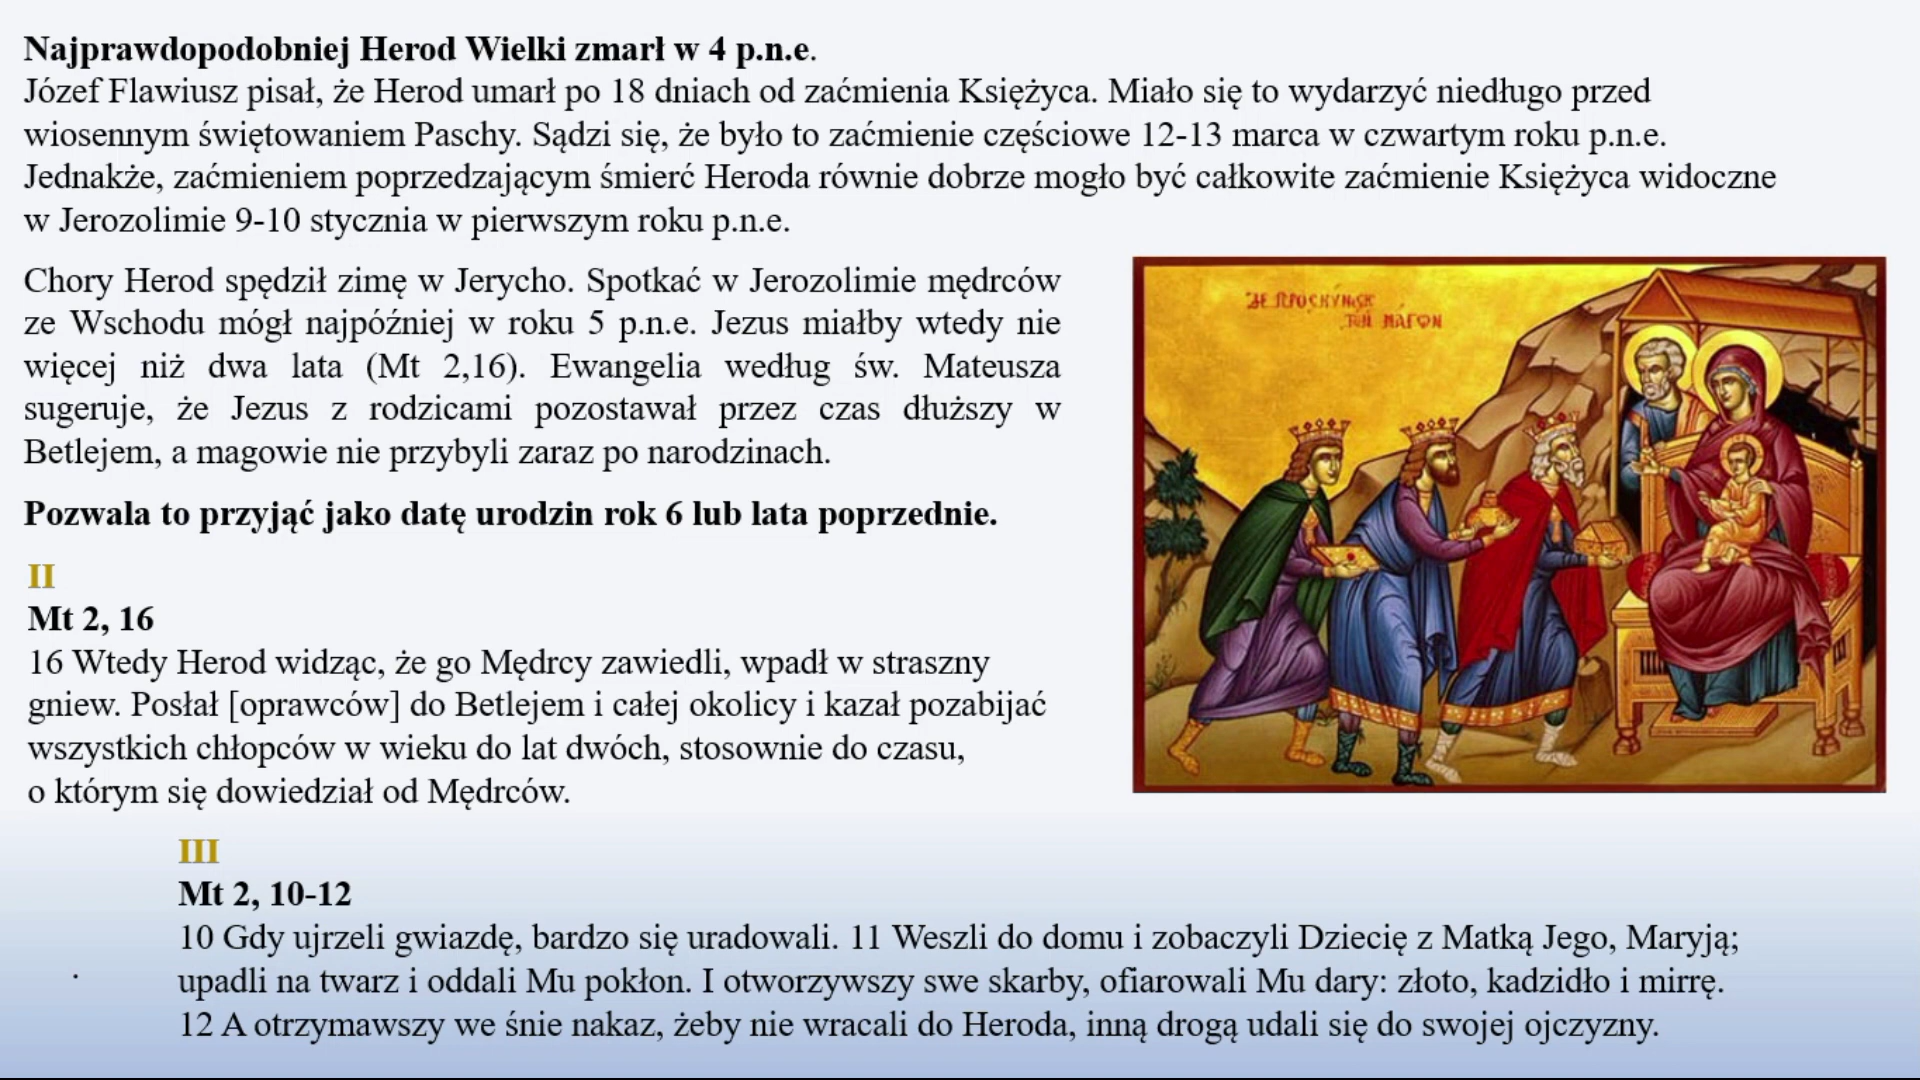 Najprawdopodobniej Herod Wielki zmarł w 4 p.n.e.
Józef Flawiusz pisał, że Herod umarł po 18 dniach od zaćmienia Księżyca. Miało się to wydarzyć niedługo przed
wiosennym świętowaniem Paschy. Sądzi się, że było to zaćmienie częściowe 12-13 marca w czwartym roku p.n.e.
Jednakże, zaćmieniem poprzedzającym śmierć Heroda równie dobrze mogło być całkowite zaćmienie Księżyca widoczne
w Jerozolimie 9-10 stycznia w pierwszym roku p.n.e.
Chory Herod spędził zimę w Jerycho. Spotkać w Jerozolimie mędrców
ze Wschodu mógł najpóźniej w roku 5 p.n.e. Jezus miałby wtedy nie
więcej niż dwa lata (Mt 2,16). Ewangelia według św. Mateusza
sugeruje, że Jezus z rodzicami pozostawał przez czas dłuższy w
Betlejem, a magowie nie przybyli zaraz po narodzinach.
Pozwala to przyjąć jako datę urodzin rok 6 lub lata poprzednie.
II
Mt 2, 16
16 Wtedy Herod widząc, że go Mędrcy zawiedli, wpadł w straszny
gniew. Posłał [oprawców] do Betlejem i całej okolicy i kazał pozabijać
wszystkich chłopców w wieku do lat dwóch, stosownie do czasu,
o którym się dowiedział od Mędrców.
III
Mt 2, 10-12
10 Gdy ujrzeli gwiazdę, bardzo się uradowali. 11 Weszli do domu i zobaczyli Dziecię z Matką Jego, Maryją;
upadli na twarz i oddali Mu pokłon. I otworzywszy swe skarby, ofiarowali Mu dary: złoto, kadzidło i mirrę.
12 A otrzymawszy we śnie nakaz, żeby nie wracali do Heroda, inną drogą udali się do swojej ojczyzny.